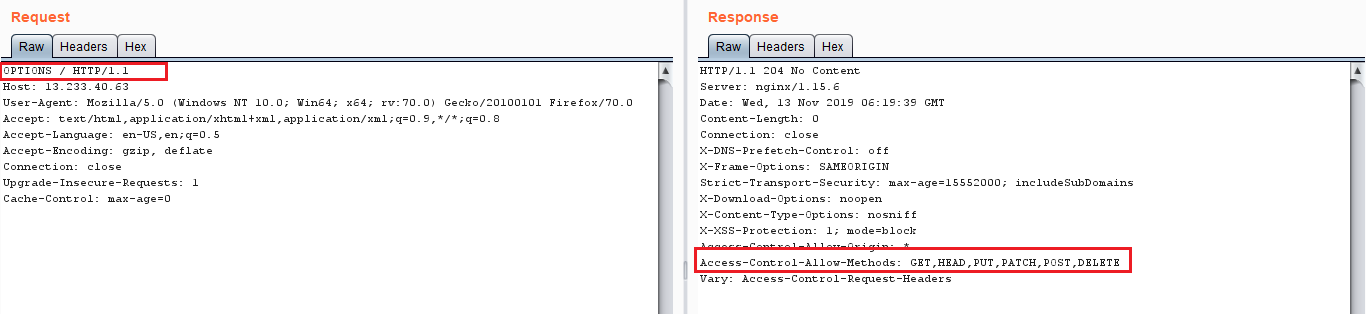 Request
Raw Headers Hex
OPTIONS / HTTP/1.1
Host: 13.233.40.63
User-Agent: Mozilla/5.0 (Windows NT 10.0; Win64; x64; rv:70.0) Gecko/20100101 Firefox/70.0
Accept: text/html,application/xhtml+xml,application/xml;q=0.9,*/*;q=0.8
Accept-Language: en-US,en;q=0.5
Accept-Encoding: gzip, deflate
Connection: close
Upgrade-Insecure-Requests: 1
Cache-Control: max-age=0
Response
Raw Headers Hex
HTTP/1.1 204 No Content
Server: nginx/1.15.6
Date: Wed, 13 Nov 2019 06:19:39 GMT
Content-Length: 0
Connection: close
X-DNS-Prefetch-Control: off
X-Frame-Options: SAMEORIGIN
Strict-Transport-Security: max-age=15552000; includeSubDomains
X-Download-Options: noopen
X-Content-Type-Options: nosniff
X-XSS-Protection: 1; mode=block
Access-Control-Allow-Origin: *
Access-Control-Allow-Methods: GET,HEAD,PUT,PATCH,POST,DELETE
Vary: Access-Control-Request-Headers